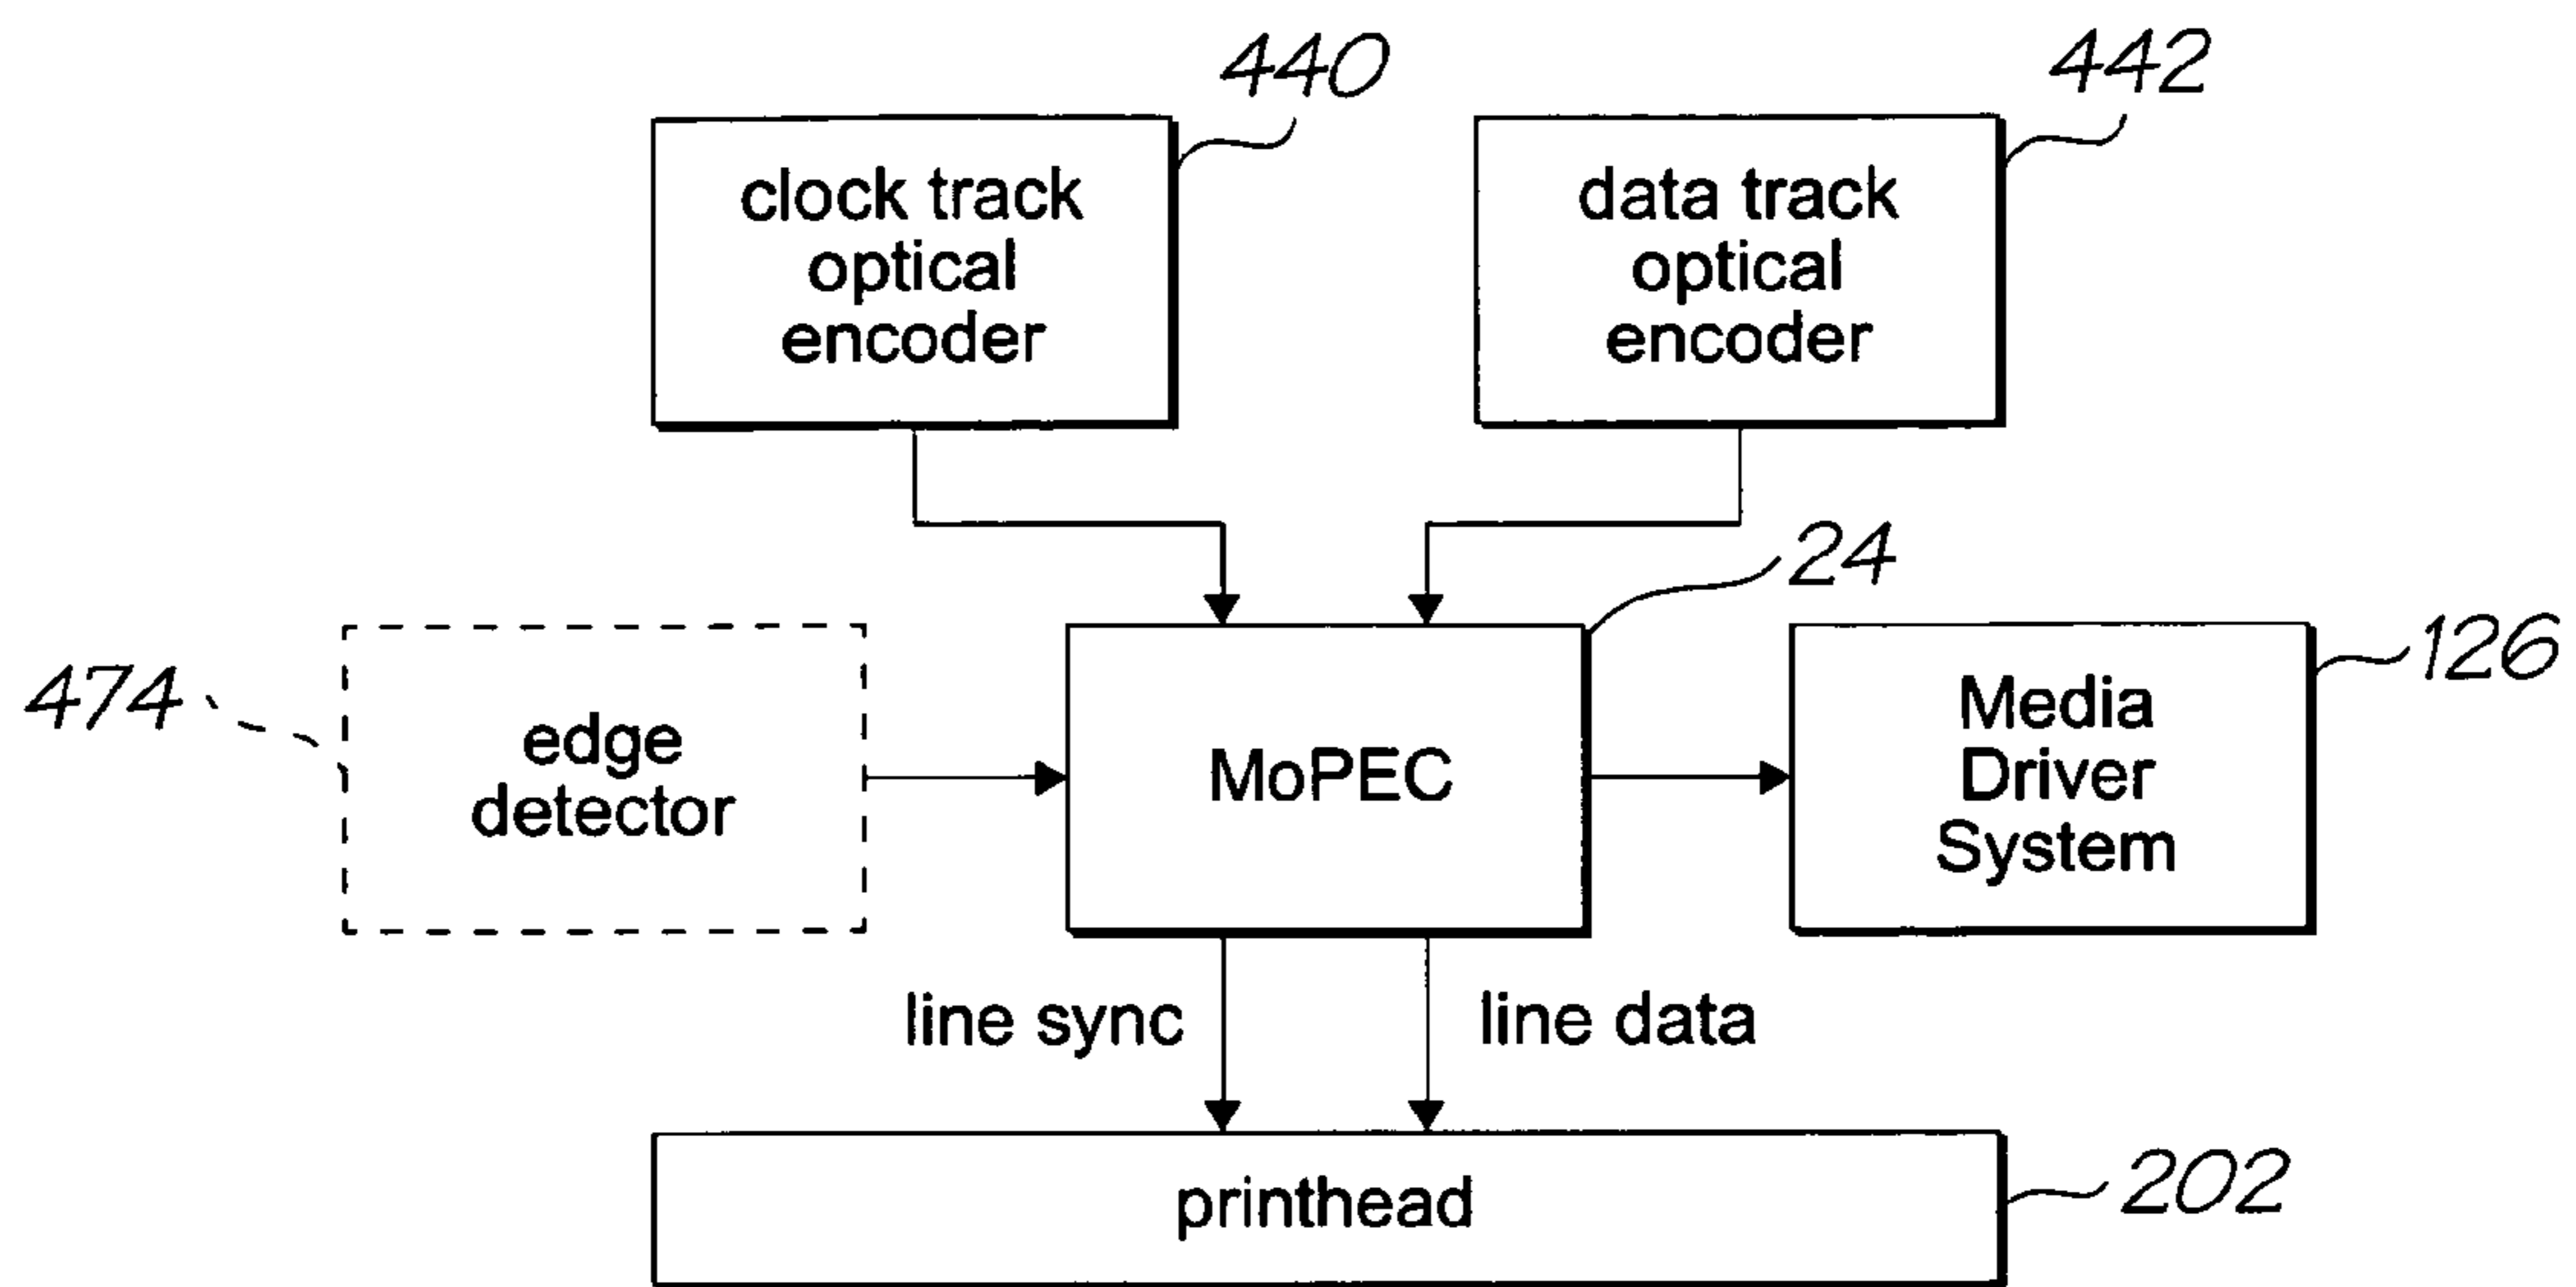 440
442
clock track
optical
encoder
data track
optical
encoder
24
126
474
edge
detector
MoPEC
Media
Driver
System
line sync
line data
printhead
202